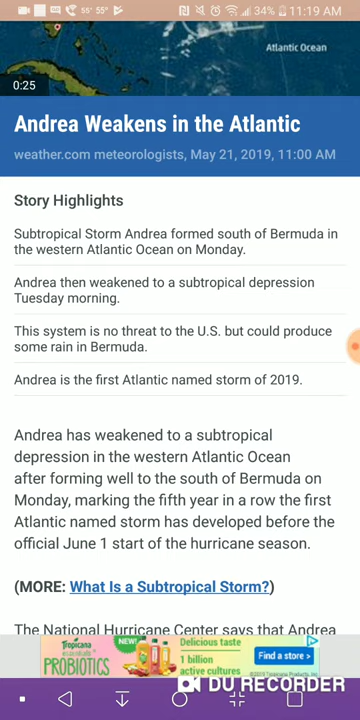 55° 55° 34% 11:19 AM
Atlantic Ocean
0:25
Andrea Weakens in the Atlantic
weather.com meteorologists, May 21, 2019, 11:00 AM
Story Highlights
Subtropical Storm Andrea formed south of Bermuda in
the western Atlantic Ocean on Monday.
Andrea then weakened to a subtropical depression
Tuesday morning.
This system is no threat to the U.S. but could produce
some rain in Bermuda.
Andrea is the first Atlantic named storm of 2019.
Andrea has weakened to a subtropical
depression in the western Atlantic Ocean
after forming well to the south of Bermuda on
Monday, marking the fifth year in a row the first
Atlantic named storm has developed before the
official June 1 start of the hurricane season.
(MORE: What Is a Subtropical Storm?)
The National Hurricane Center says that Andrea
Tropicana
PROBIOTICS
NEW!
Delicious taste
1 billion
active cultures
Find a store >
DU RECORDER